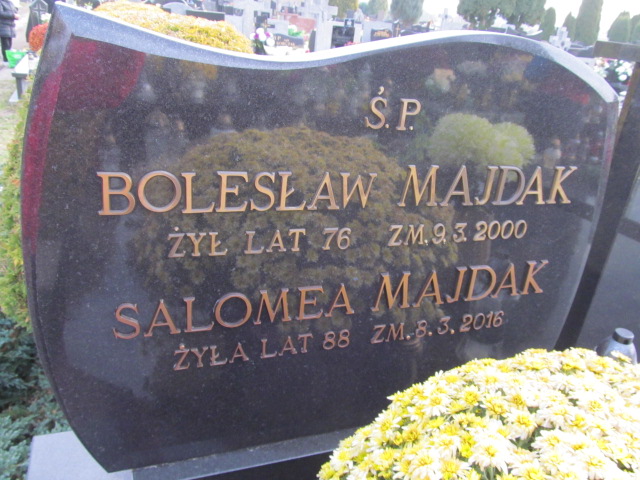 Ś.P.
BOLESŁAW MAJDAK
ŻYŁ LAT 76 ZM. 9.3.2000
SALOMEA MAJDAK
ŻYŁA LAT 88 ZM. 8.3.2016